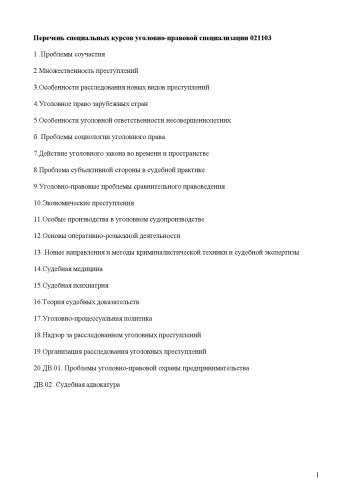 Перечень специальных курсов уголовно-правовой специализации 021103
1 .Проблемы соучастия
2.Множественность преступлений
3.Особенности расследования новых видов преступлений
4.Уголовное право зарубежных стран
5.Особенности уголовной ответственности несовершеннолетних
6. Проблемы социологии уголовного права
7.Действие уголовного закона во времени и пространстве
8.Проблема субъективной стороны в судебной практике
9.Уголовно-правовые проблемы сравнительного правоведения
10.Экономические преступления
11.Особые производства в уголовном судопроизводстве
12.Основы оперативно-розыскной деятельности
13 .Новые направления и методы криминалистической техники и судебной экспертизы
14.Судебная медицина
15.Судебная психиатрия
16.Теория судебных доказательств
17.Уголовно-процессуальная политика
18.Надзор за расследованием уголовных преступлений
19.Организация расследования уголовных преступлений
20.ДВ.01. Проблемы уголовно-правовой охраны предпринимательства
ДВ.02. Судебная адвокатура
1